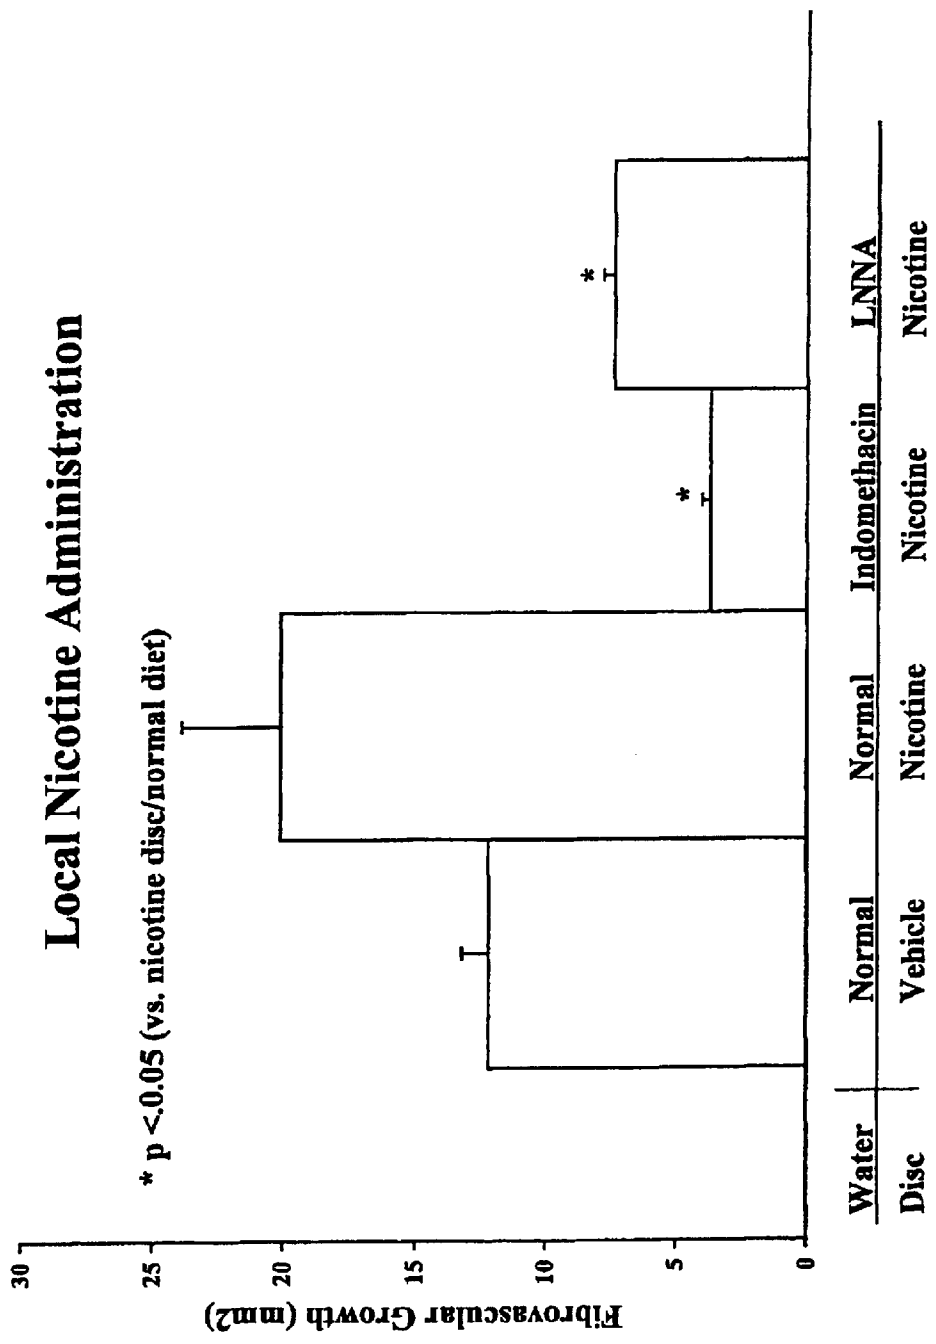 Local Nicotine Administration
* p <.0.05 (vs. nicotine disc/normal diet)
Fibrovascular Growth (mm2)
30
25
20
15
10
5
0
*
*
Water Normal Normal Indomethacin LNNA
Disc Vehicle Nicotine Nicotine Nicotine